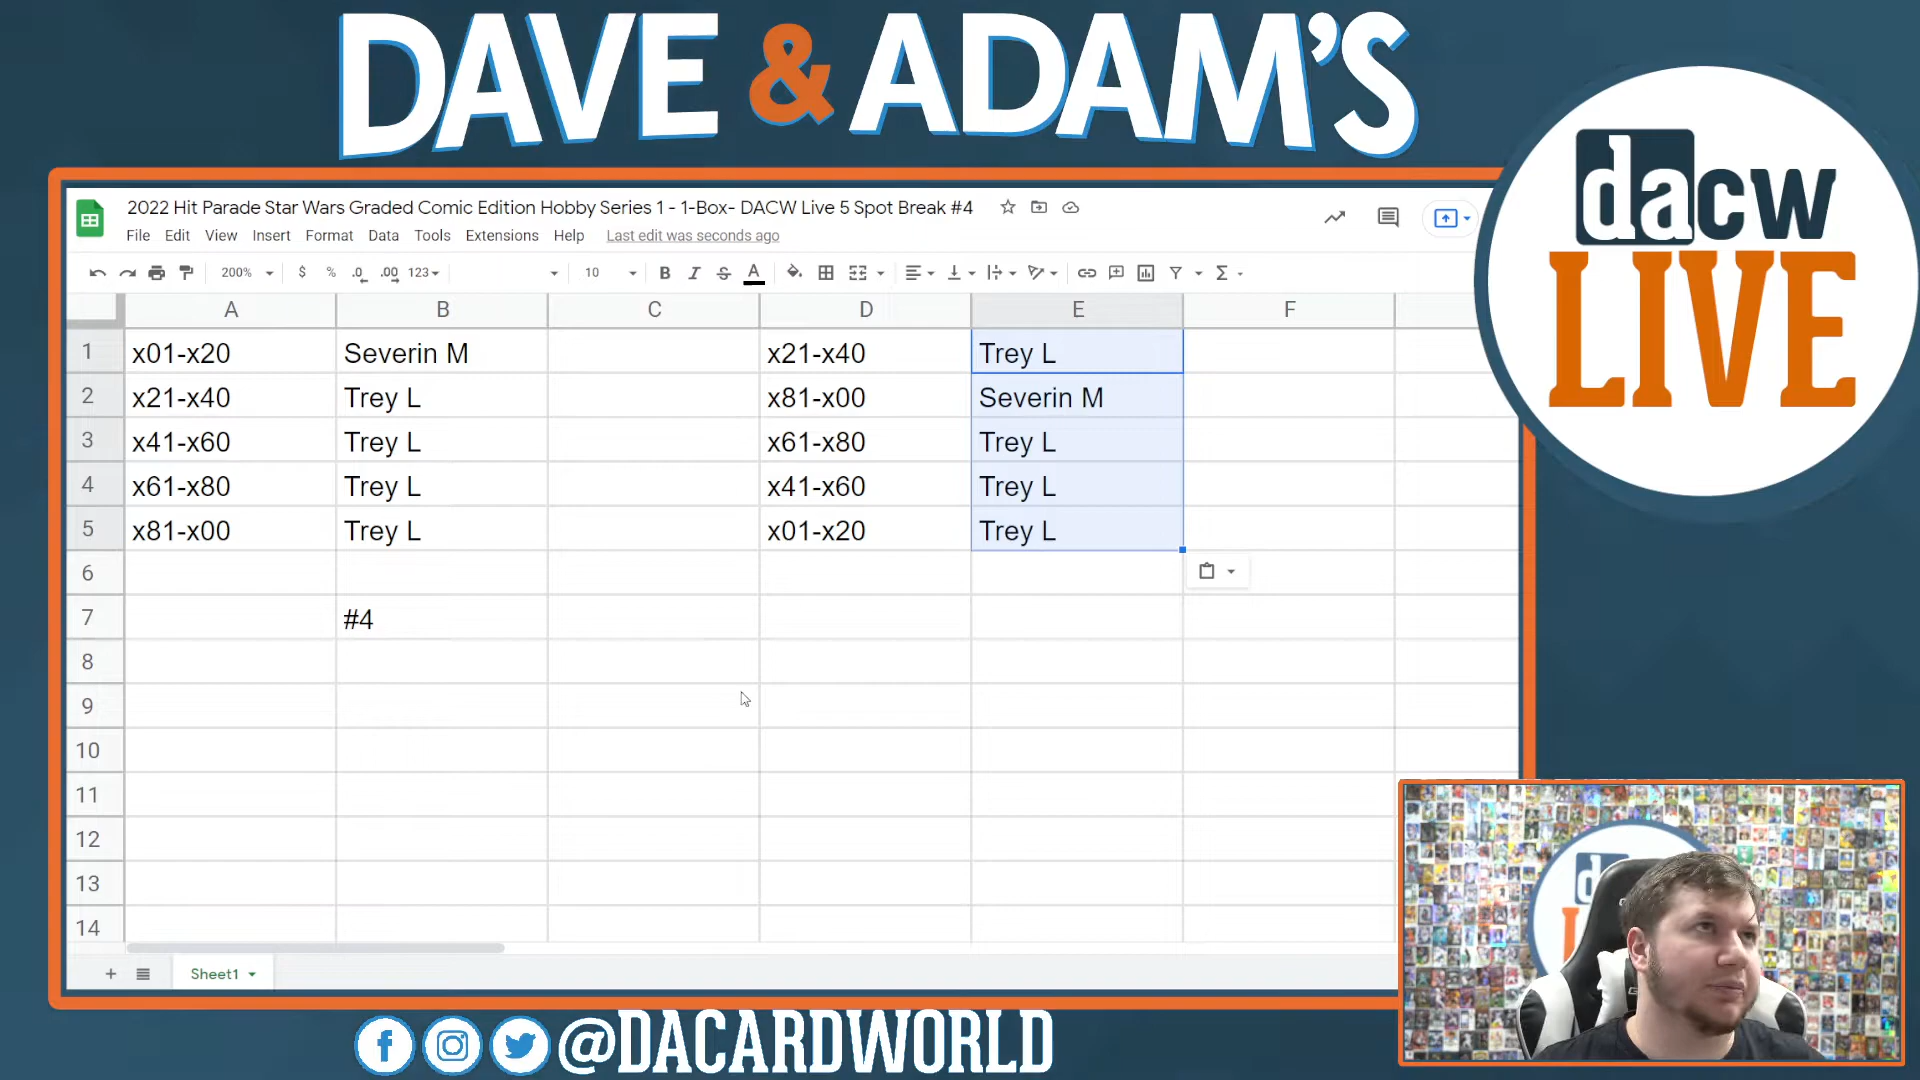 DAVE & ADAM'S
dacw
LIVE
2022 Hit Parade Star Wars Graded Comic Edition Hobby Series 1 - 1-Box- DACW Live 5 Spot Break #4
File Edit View Insert Format Data Tools Extensions Help Last edit was seconds ago
200% $ % .0 .00 123 10 B I S A Σ
A B C D E F
1 x01-x20 Severin M x21-x40 Trey L
2 x21-x40 Trey L x81-x00 Severin M
3 x41-x60 Trey L x61-x80 Trey L
4 x61-x80 Trey L x41-x60 Trey L
5 x81-x00 Trey L x01-x20 Trey L
6
7 #4
8
9
10
11
12
13
14
+ Sheet1
@DACARDWORLD